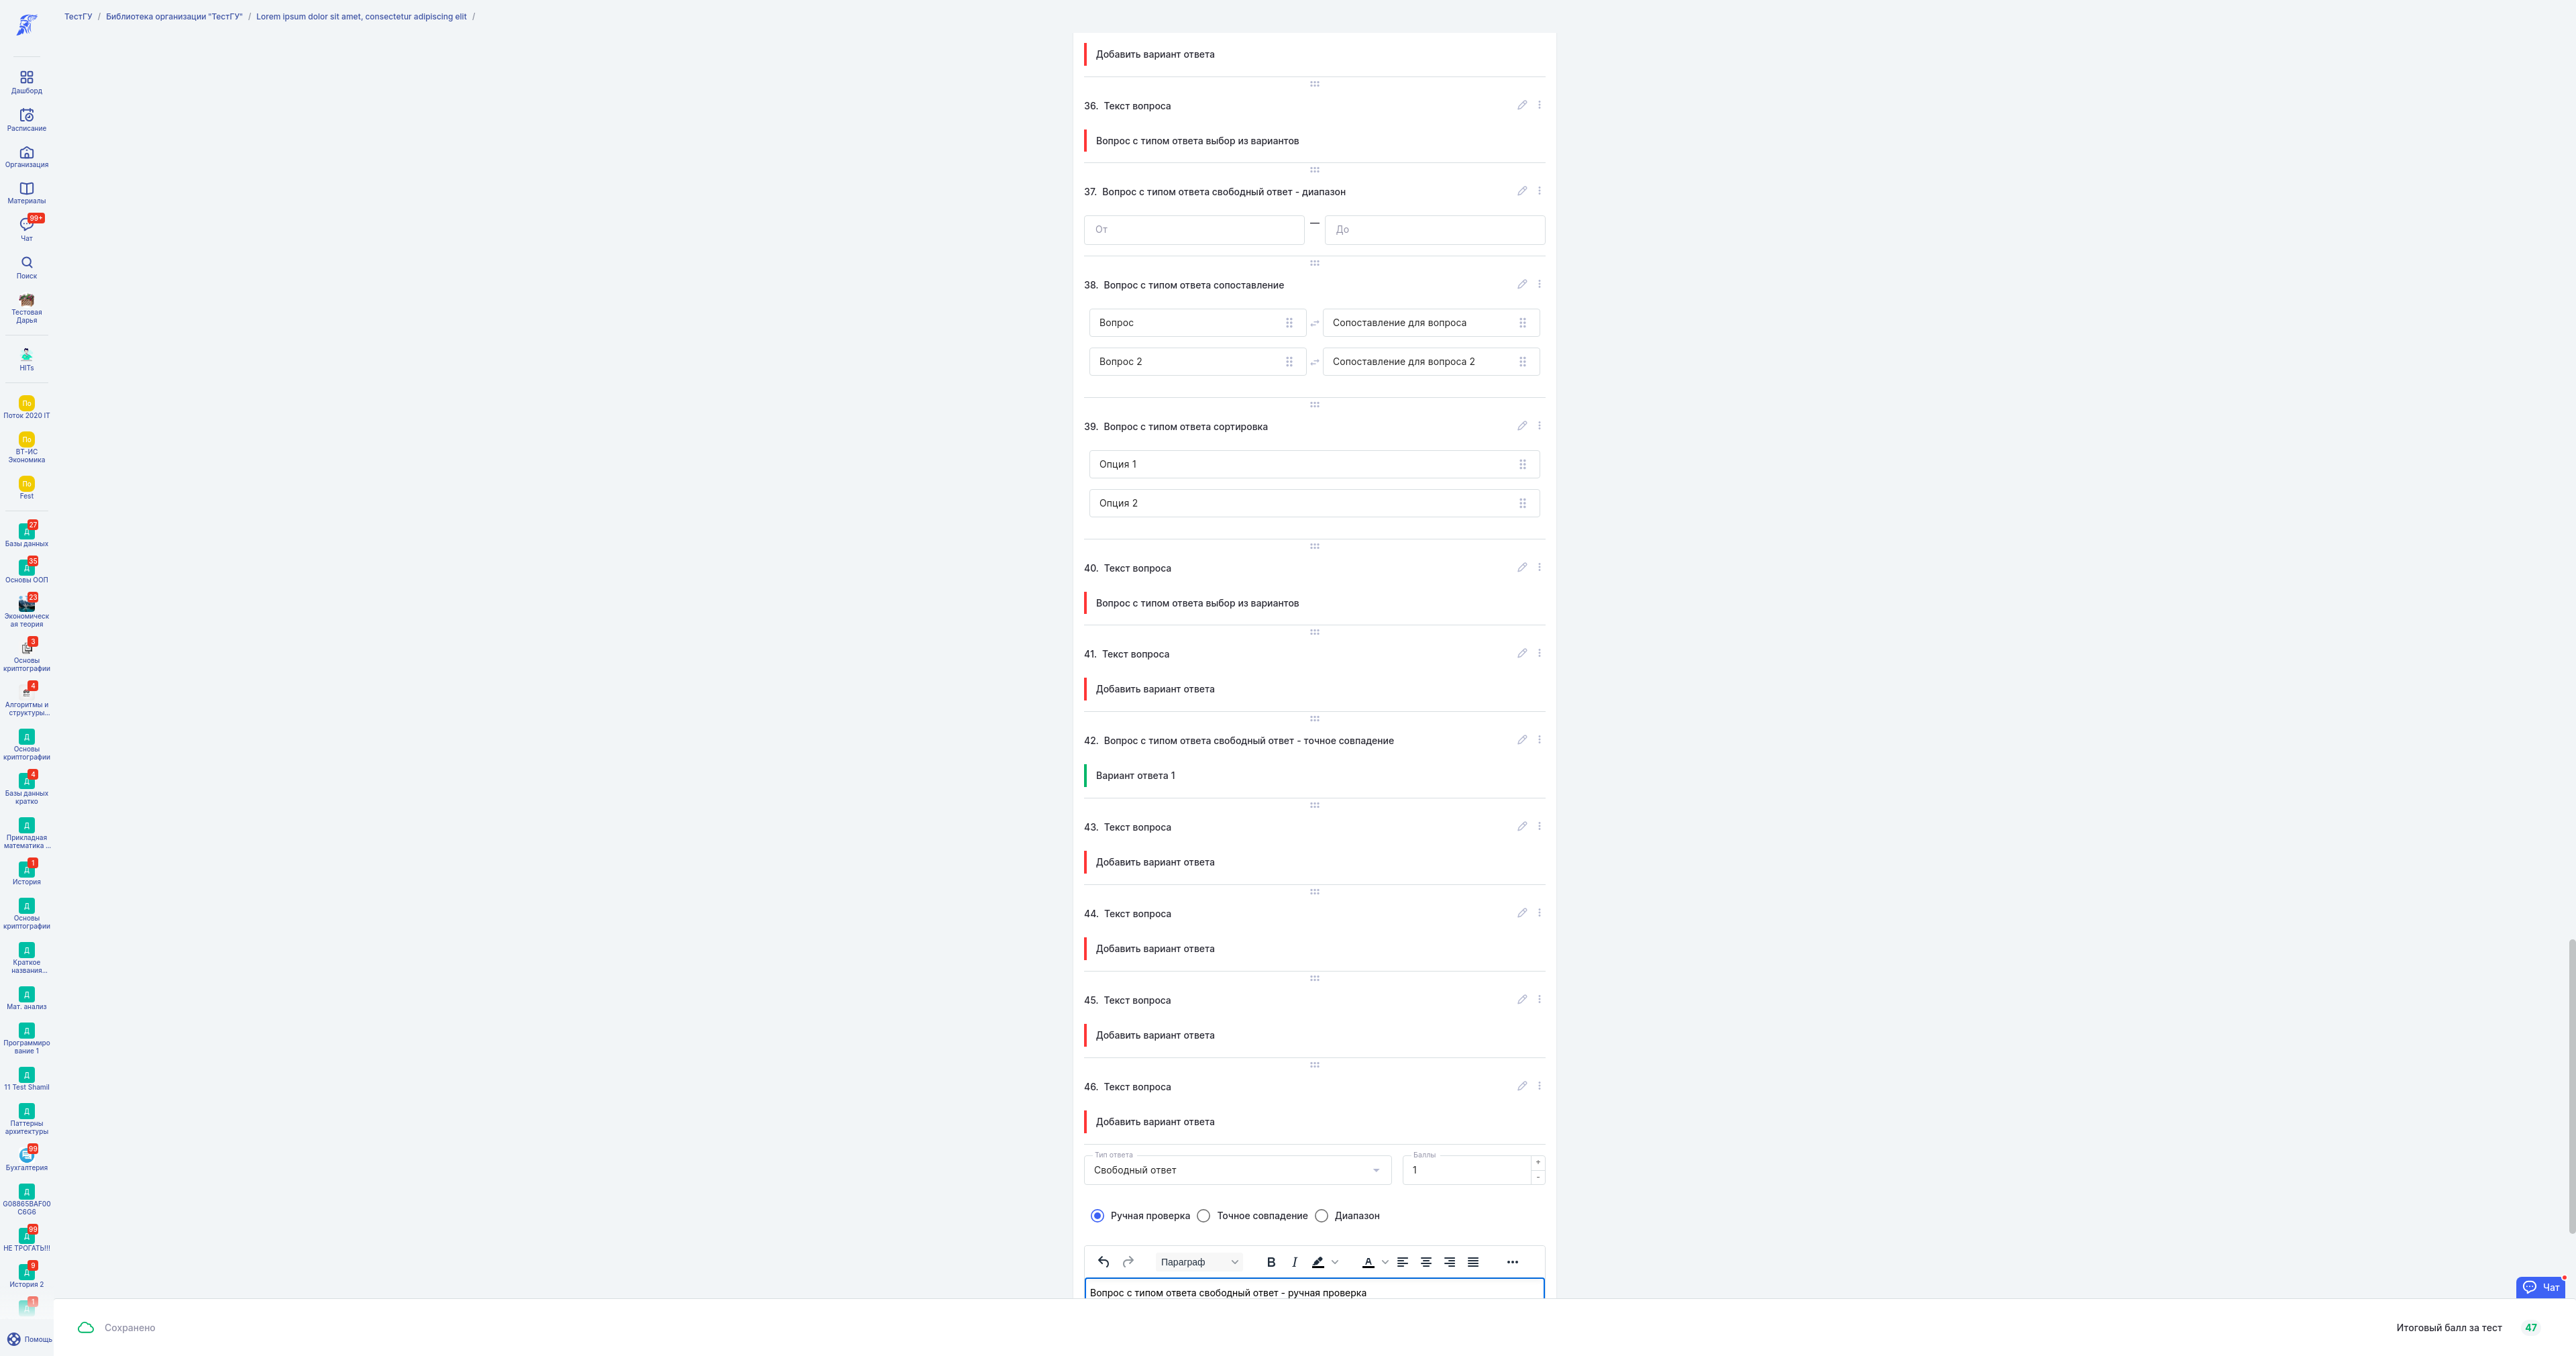 ТестГУ / Библиотека организации "ТестГУ" / Lorem ipsum dolor sit amet, consectetur adipiscing elit /
Дашборд
Расписание
Организация
Материалы
99+
Чат
Поиск
Тестовая
Дарья
HITs
По
Поток 2020 IT
По
ВТ-ИС
Экономика
По
Fest
27
Д
Базы данных
35
Д
Основы ООП
23
Экономическ
ая теория
3
Основы
криптографии
4
Алгоритмы и
структуры...
Д
Основы
криптографии
4
Д
Базы данных
кратко
Д
Прикладная
математика ...
1
Д
История
Д
Основы
криптографии
Д
Краткое
названия...
Д
Мат. анализ
Д
Программиро
вание 1
Д
11 Test Shamil
Д
Паттерны
архитектуры
99
Бухгалтерия
Д
G08865BAF00
C6G6
99
Д
НЕ ТРОГАТЬ!!!
9
Д
История 2
1
Д
Помощь
Добавить вариант ответа
36. Текст вопроса
Вопрос с типом ответа выбор из вариантов
37. Вопрос с типом ответа свободный ответ - диапазон
От — До
38. Вопрос с типом ответа сопоставление
Вопрос Сопоставление для вопроса
Вопрос 2 Сопоставление для вопроса 2
39. Вопрос с типом ответа сортировка
Опция 1
Опция 2
40. Текст вопроса
Вопрос с типом ответа выбор из вариантов
41. Текст вопроса
Добавить вариант ответа
42. Вопрос с типом ответа свободный ответ - точное совпадение
Вариант ответа 1
43. Текст вопроса
Добавить вариант ответа
44. Текст вопроса
Добавить вариант ответа
45. Текст вопроса
Добавить вариант ответа
46. Текст вопроса
Добавить вариант ответа
Тип ответа Баллы
Свободный ответ 1 + -
Ручная проверка Точное совпадение Диапазон
Параграф B I A
Вопрос с типом ответа свободный ответ - ручная проверка
Чат
Сохранено
Итоговый балл за тест 47